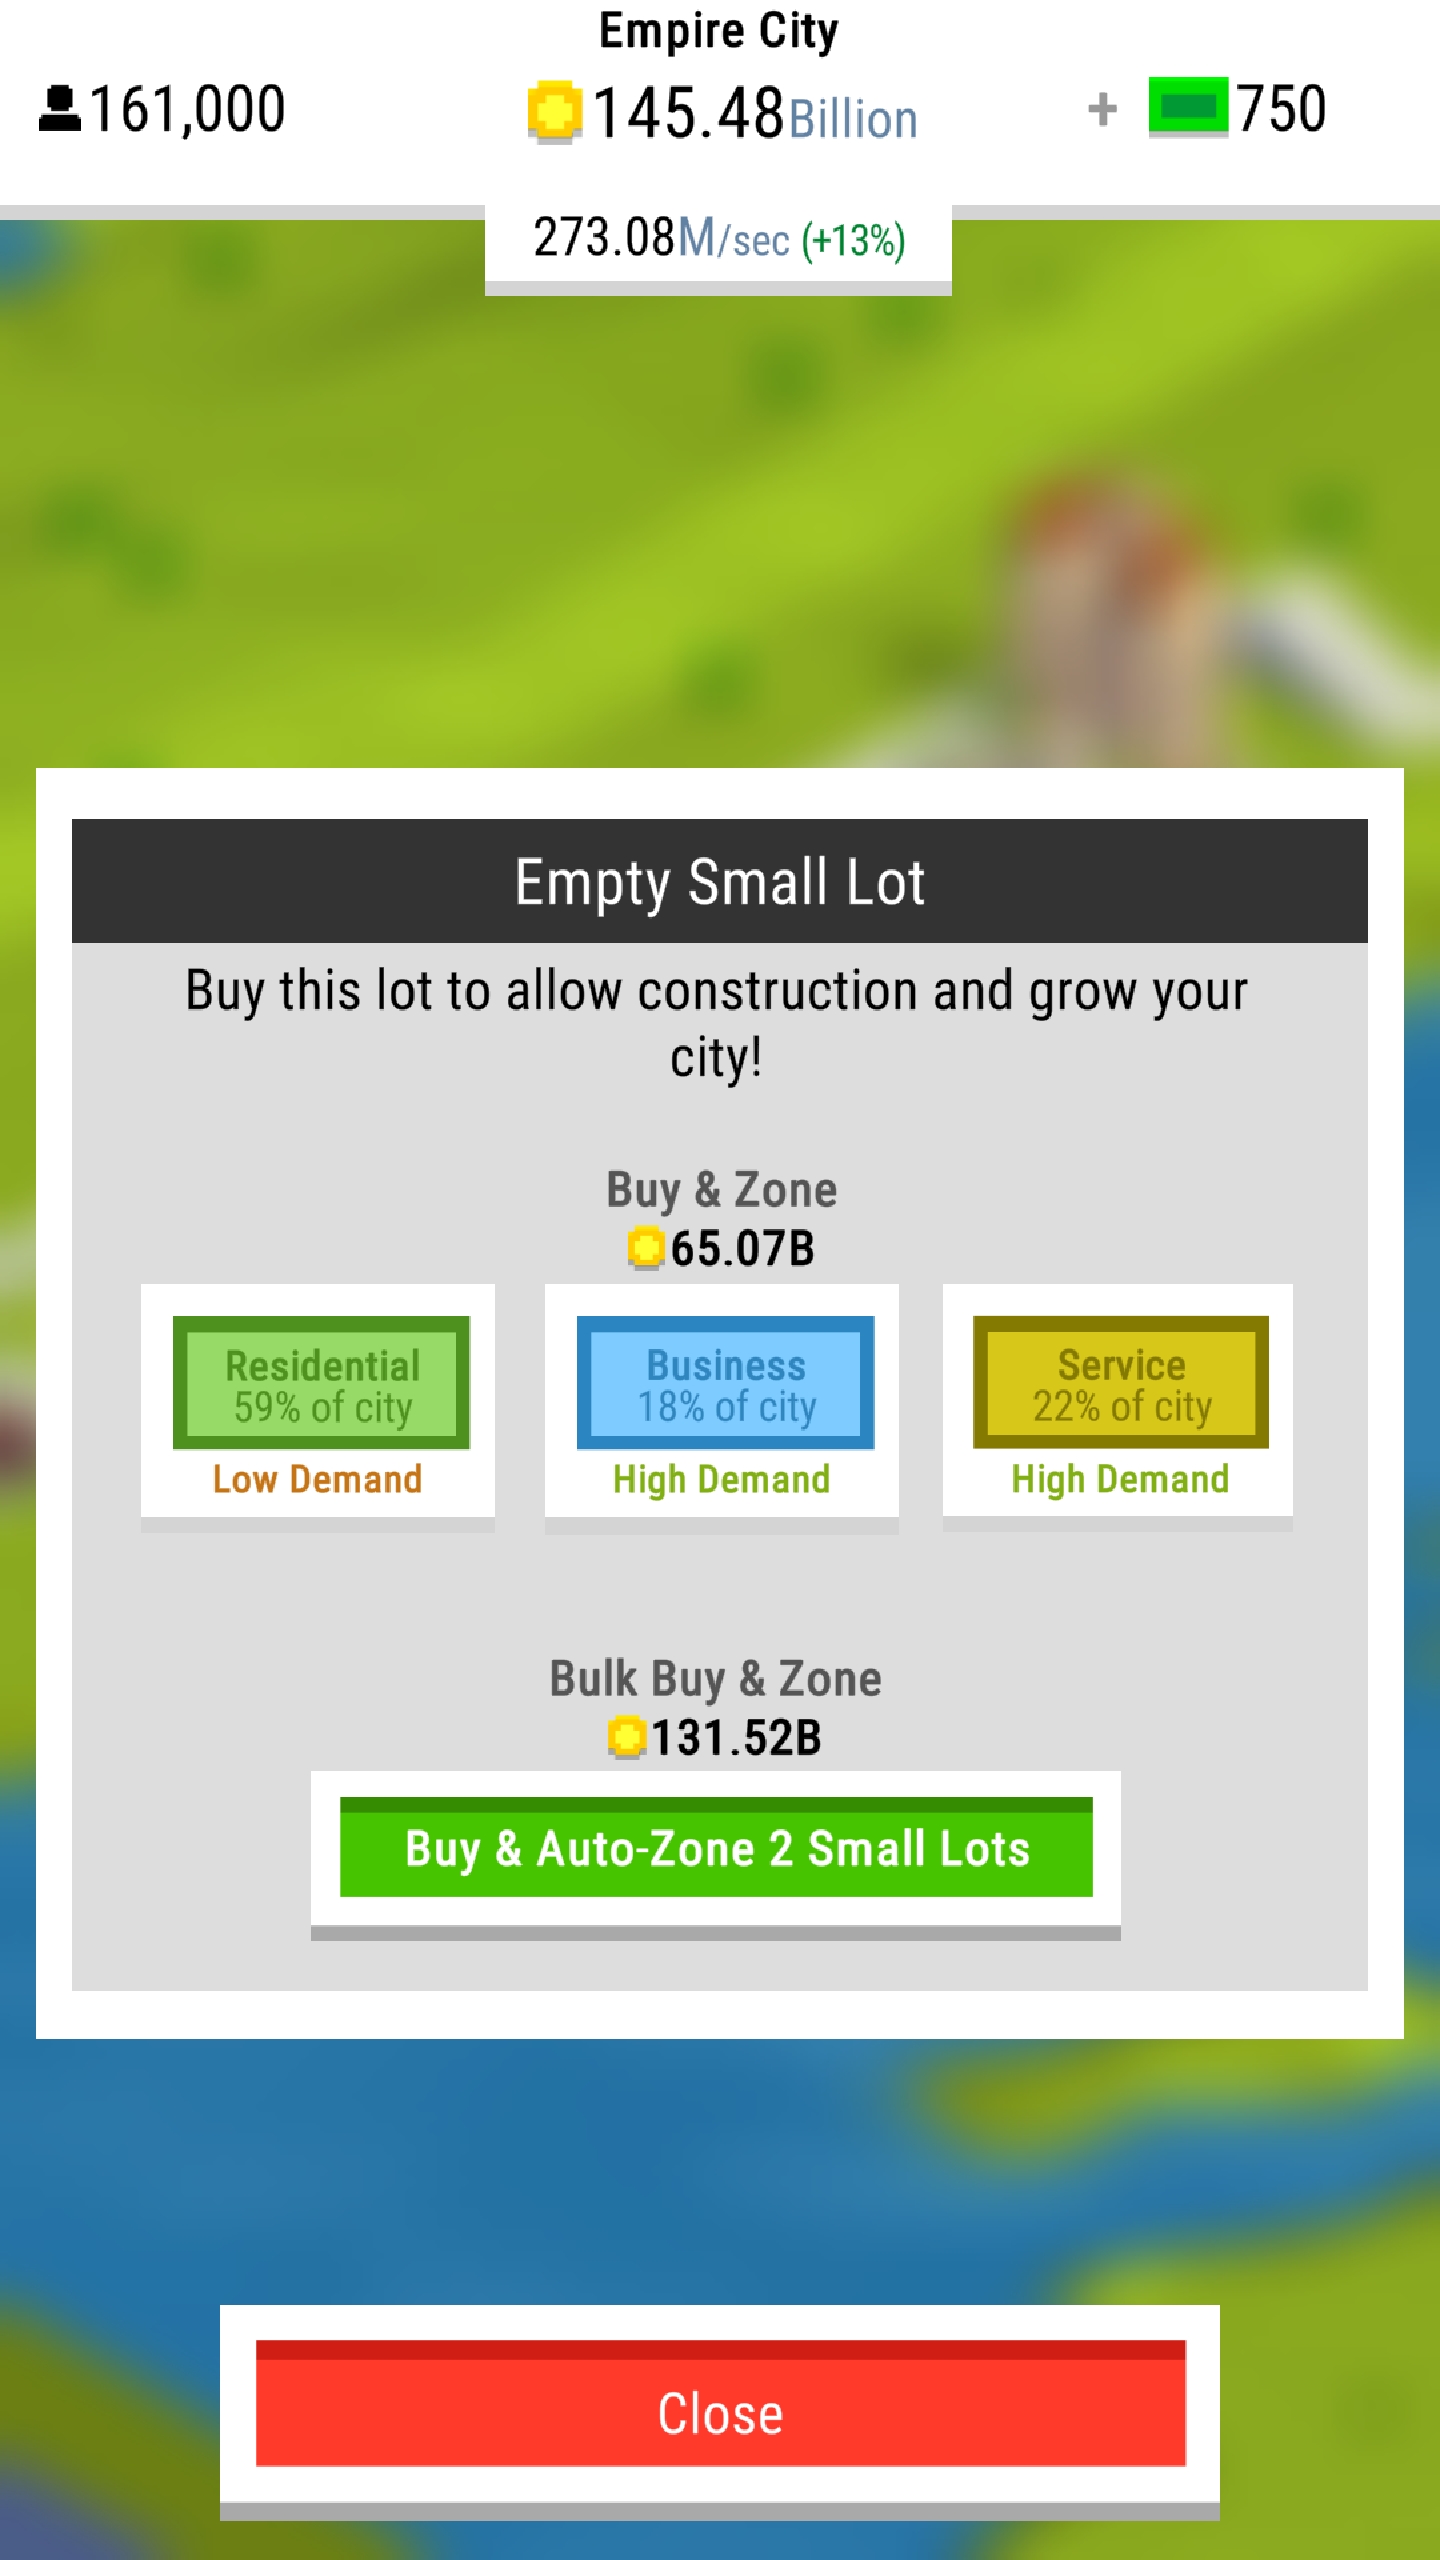 Empire City
161,000
145.48Billion
+ 750
273.08M/sec (+13%)
Empty Small Lot
Buy this lot to allow construction and grow your
city!
Buy & Zone
65.07B
Residential
59% of city
Low Demand
Business
18% of city
High Demand
Service
22% of city
High Demand
Bulk Buy & Zone
131.52B
Buy & Auto-Zone 2 Small Lots
Close